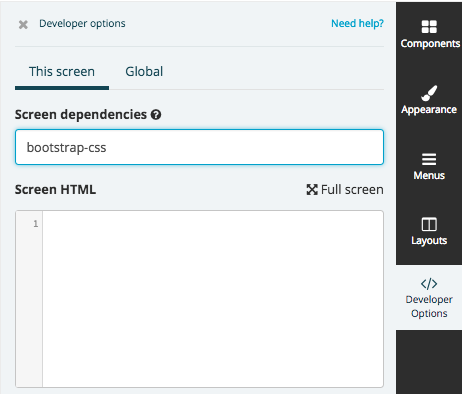 Developer options
Need help?
This screen
Global
Screen dependencies
bootstrap-css
Screen HTML
Full screen
1
Components
Appearance
Menus
Layouts
</>
Developer
Options